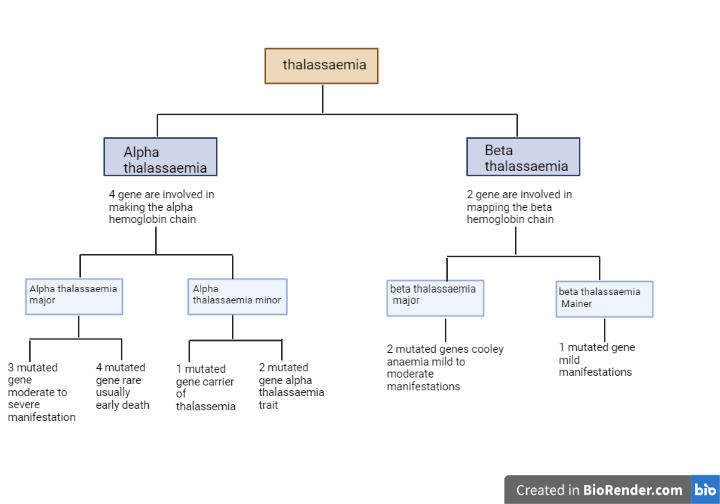 thalassaemia
Alpha
thalassaemia
Beta
thalassaemia
4 gene are involved in
making the alpha
hemoglobin chain
2 gene are involved in
mapping the beta
hemoglobin chain
Alpha thalassaemia
major
Alpha
thalassaemia minor
beta thalassaemia
major
beta thalassaemia
Mainer
3 mutated
gene
moderate to
severe
manifestation
4 mutated
gene rare
usually
early death
1 mutated
gene carrier
of
thalassemia
2 mutated
gene alpha
thalassaemia
trait
2 mutated genes cooley
anaemia mild to
moderate
manifestations
1 mutated gene
mild
manifestations
Created in BioRender.com bio